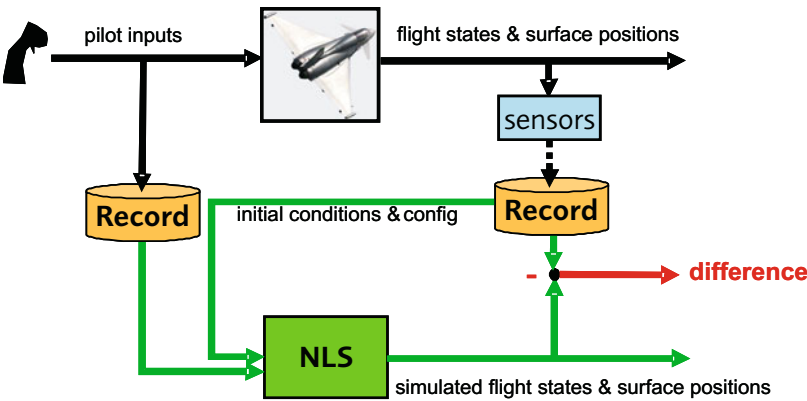 pilot inputs
flight states & surface positions
sensors
Record
Record
initial conditions & config
-
difference
NLS
simulated flight states & surface positions